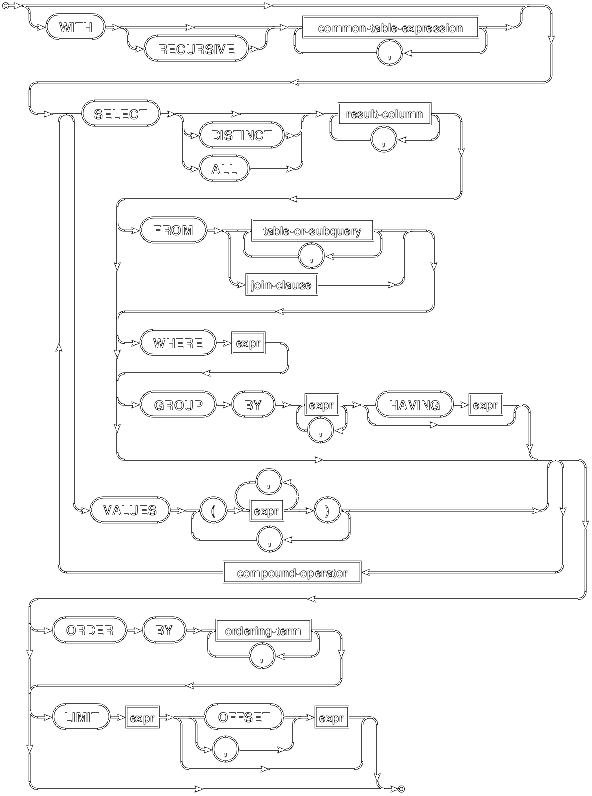 WITH RECURSIVE common-table-expression ,
SELECT DISTINCT ALL result-column ,
FROM table-or-subquery , join-clause
WHERE expr
GROUP BY expr , HAVING expr
VALUES ( expr , ) ,
compound-operator
ORDER BY ordering-term ,
LIMIT expr OFFSET , expr